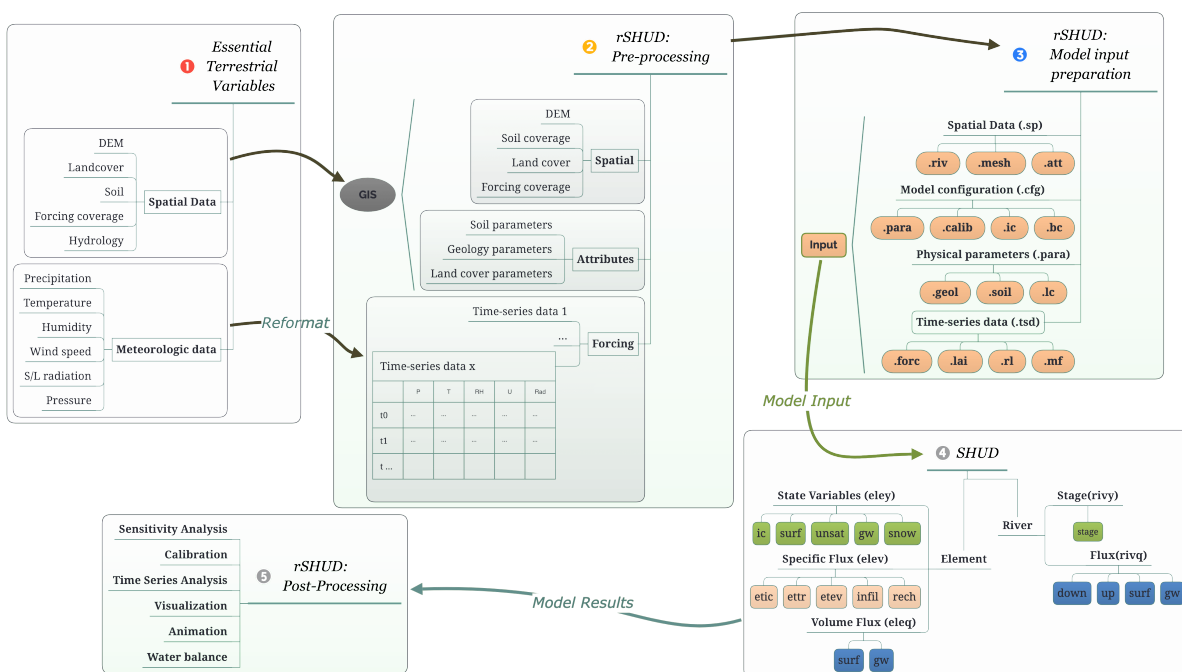 ❶
Essential
Terrestrial
Variables
DEM
Landcover
Soil
Forcing coverage
Hydrology
Spatial Data
Precipitation
Temperature
Humidity
Wind speed
S/L radiation
Pressure
Meteorologic data
Reformat
GIS
❷
rSHUD:
Pre-processing
DEM
Soil coverage
Land cover
Forcing coverage
Spatial
Soil parameters
Geology parameters
Land cover parameters
Attributes
Time-series data 1
...
Forcing
Time-series data x
P T RH U Rad
t0 ... ... ... ... ...
t1 ... ... ... ... ...
t ...
❸
rSHUD:
Model input
preparation
Input
Spatial Data (.sp)
.riv .mesh .att
Model configuration (.cfg)
.para .calib .ic .bc
Physical parameters (.para)
.geol .soil .lc
Time-series data (.tsd)
.forc .lai .rl .mf
Model Input
❹ SHUD
State Variables (eley)
ic surf unsat gw snow
Specific Flux (elev)
etic ettr etev infil rech
Volume Flux (eleq)
surf gw
Element
River
Stage(rivy)
stage
Flux(rivq)
down up surf gw
Model Results
❺
rSHUD:
Post-Processing
Sensitivity Analysis
Calibration
Time Series Analysis
Visualization
Animation
Water balance